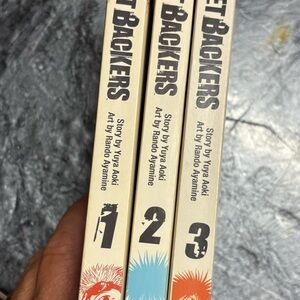 T BACKERS
Story by Yuya Aoki
Art by Rando Ayamine
1
T BACKERS
Story by Yuya Aoki
Art by Rando Ayamine
2
ET BACKERS
Story by Yuya Aoki
Art by Rando Ayamine
3